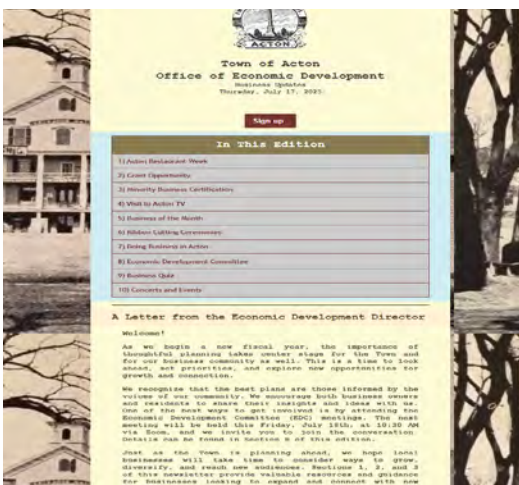 ACTON
Town of Acton
Office of Economic Development
Business Updates
Thursday, July 17, 2025
Sign up
In This Edition
1) Acton Restaurant Week
2) Grant Opportunity
3) Minority Business Certification
4) Visit to Acton TV
5) Business of the Month
6) Ribbon Cutting Ceremonies
7) Doing Business in Acton
8) Economic Development Committee
9) Business Quiz
10) Concerts and Events
A Letter from the Economic Development Director
Welcome!
As we begin a new fiscal year, the importance of
thoughtful planning takes center stage for the Town and
for our business community as well. This is a time to look
ahead, set priorities, and explore new opportunities for
growth and connection.
We recognize that the best plans are those informed by the
voices of our community. We encourage both business owners
and residents to share their insights and ideas with us.
One of the best ways to get involved is by attending the
Economic Development Committee (EDC) meetings. The next
meeting will be held this Friday, July 18th, at 10:30 AM
via Zoom, and we invite you to join the conversation.
Details can be found in Section 8 of this edition.
Just as the Town is planning ahead, we hope local
businesses will take time to consider ways to grow,
diversify, and reach new audiences. Sections 1, 2, and 3
of this newsletter provide valuable resources and guidance
for businesses looking to expand and connect with new